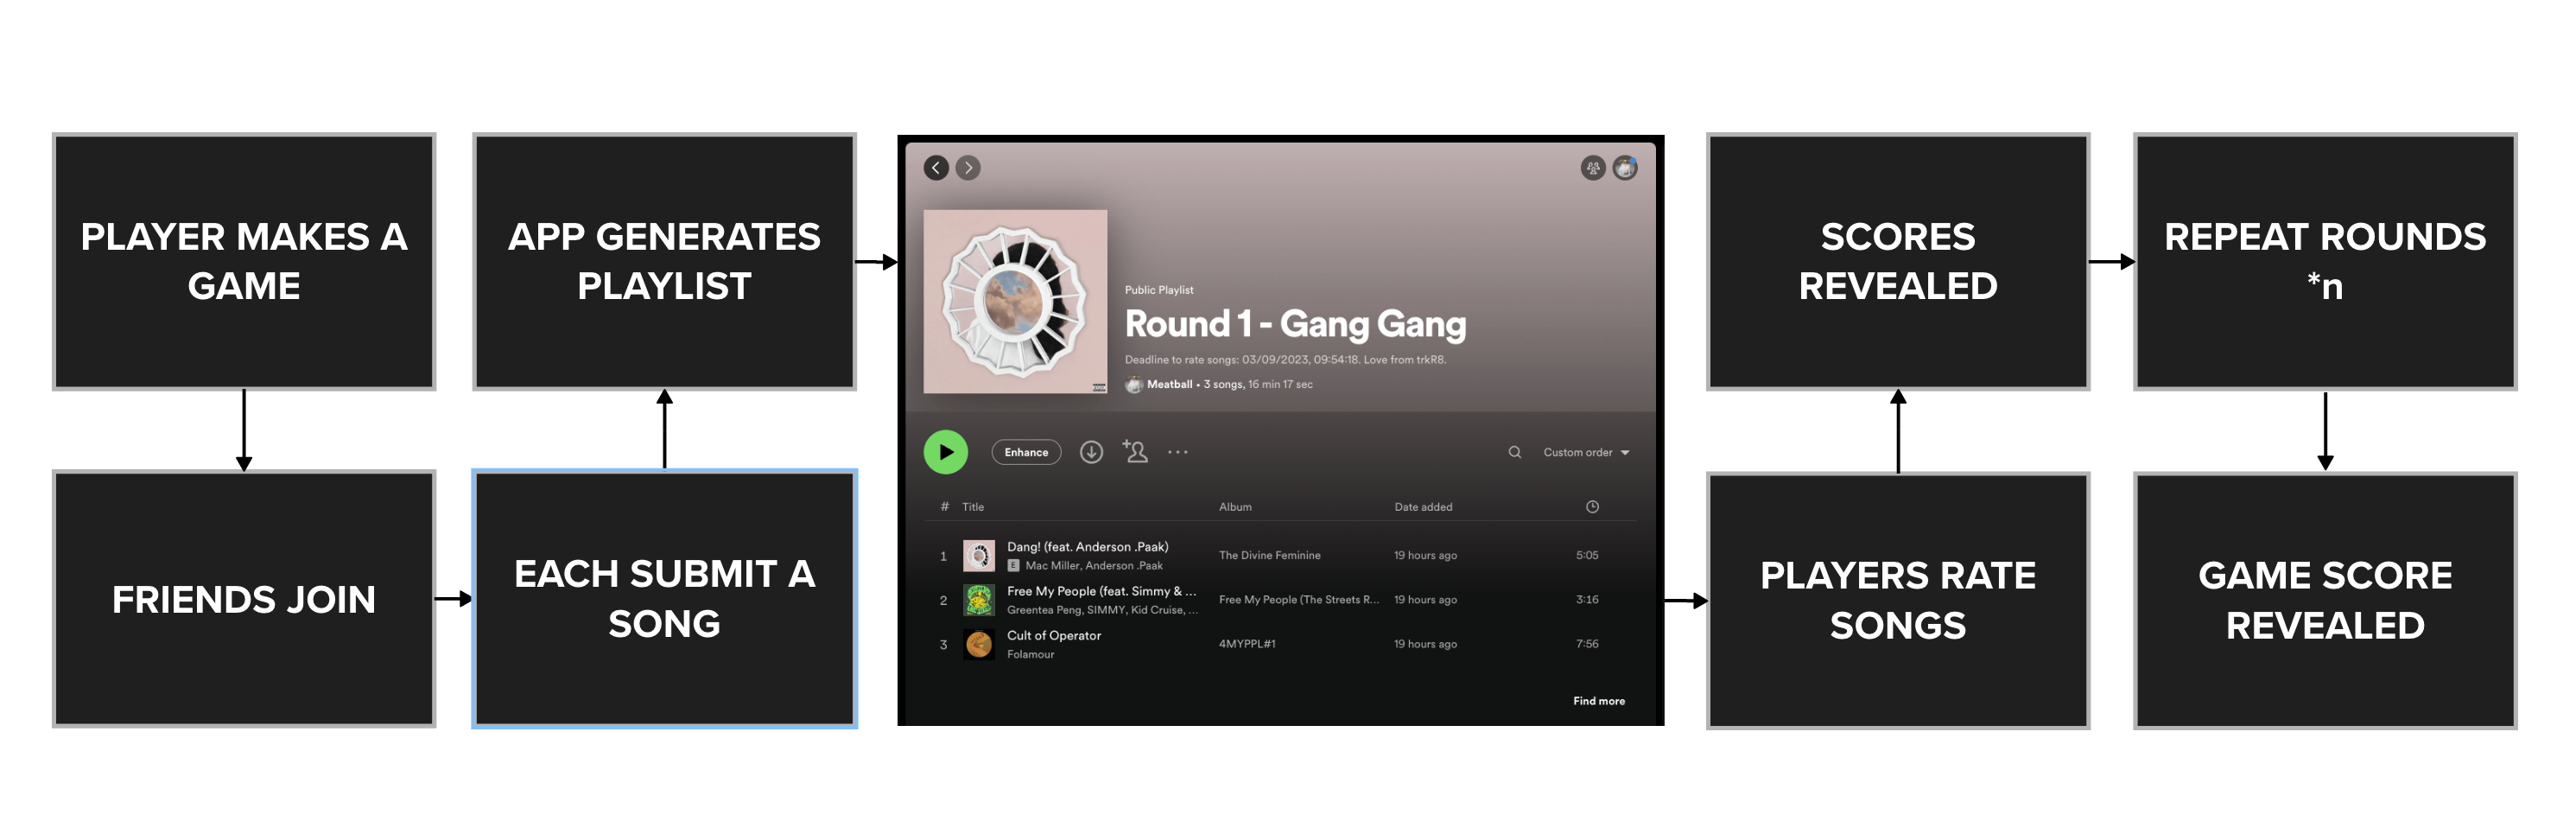 PLAYER MAKES A
GAME
FRIENDS JOIN
EACH SUBMIT A
SONG
APP GENERATES
PLAYLIST
Public Playlist
Round 1 - Gang Gang
Deadline to rate songs: 03/09/2023, 09:54:18. Love from trkR8.
Meatball • 3 songs, 16 min 17 sec
Enhance
Custom order
# Title Album Date added
1 Dang! (feat. Anderson .Paak) The Divine Feminine 19 hours ago 5:05
E Mac Miller, Anderson .Paak
2 Free My People (feat. Simmy & ... Free My People (The Streets R... 19 hours ago 3:16
Greentea Peng, SIMMY, Kid Cruise, ...
3 Cult of Operator 4MYPPL#1 19 hours ago 7:56
Folamour
Find more
PLAYERS RATE
SONGS
SCORES
REVEALED
REPEAT ROUNDS
*n
GAME SCORE
REVEALED